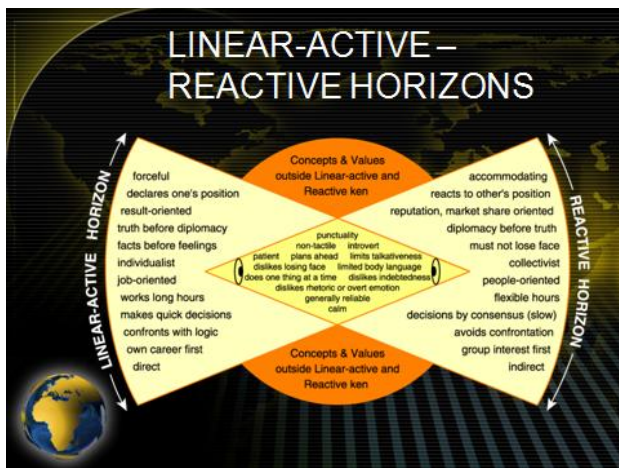 LINEAR-ACTIVE –
REACTIVE HORIZONS
LINEAR-ACTIVE HORIZON
forceful
declares one's position
result-oriented
truth before diplomacy
facts before feelings
individualist
job-oriented
works long hours
makes quick decisions
confronts with logic
own career first
direct
Concepts & Values
outside Linear-active and
Reactive ken
punctuality
non-tactile introvert
patient plans ahead limits talkativeness
dislikes losing face limited body language
does one thing at a time dislikes indebtedness
dislikes rhetoric or overt emotion
generally reliable
calm
Concepts & Values
outside Linear-active and
Reactive ken
accommodating
reacts to other's position
reputation, market share oriented
diplomacy before truth
must not lose face
collectivist
people-oriented
flexible hours
decisions by consensus (slow)
avoids confrontation
group interest first
indirect
REACTIVE HORIZON